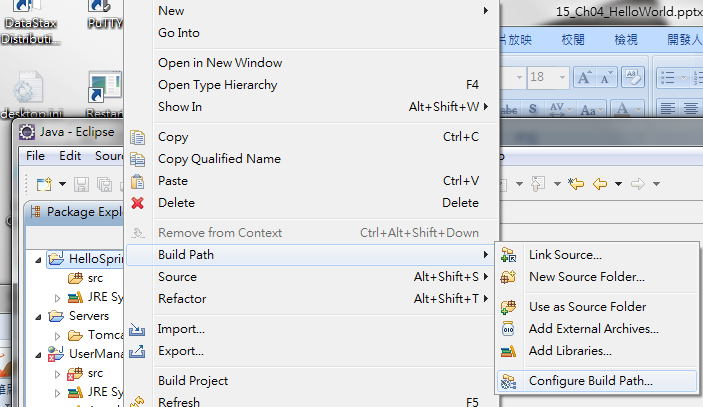 15_Ch04_HelloWorld.pptx
片放映 校閱 檢視 開發人
18
DataStax
Distributi...
PuTTY
desktop.ini
Restar
Java - Eclipse
File Edit Sour
Package Explo
HelloSprin
src
JRE Sy
Servers
Tomca
UserMana
src
JRE Sy
New
Go Into
Open in New Window
Open Type Hierarchy F4
Show In Alt+Shift+W
Copy Ctrl+C
Copy Qualified Name
Paste Ctrl+V
Delete Delete
Remove from Context Ctrl+Alt+Shift+Down
Build Path
Source Alt+Shift+S
Refactor Alt+Shift+T
Import...
Export...
Build Project
Refresh F5
Link Source...
New Source Folder...
Use as Source Folder
Add External Archives...
Add Libraries...
Configure Build Path...